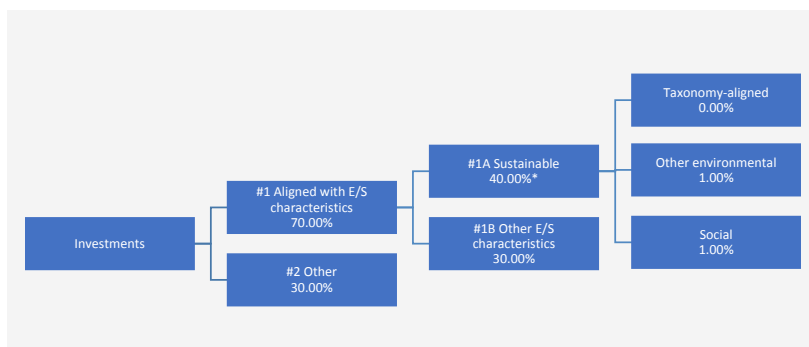 Investments
#1 Aligned with E/S
characteristics
70.00%
#2 Other
30.00%
#1A Sustainable
40.00%*
#1B Other E/S
characteristics
30.00%
Taxonomy-aligned
0.00%
Other environmental
1.00%
Social
1.00%